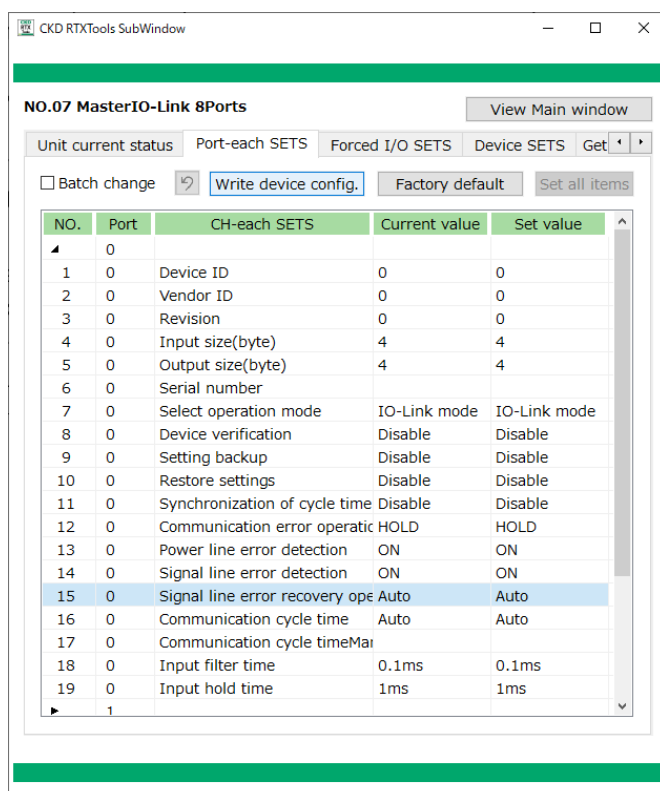 CKD RTX CKD RTXTools SubWindow
NO.07 MasterIO-Link 8Ports
View Main window
Unit current status Port-each SETS Forced I/O SETS Device SETS Get
Batch change Write device config. Factory default Set all items
NO. Port CH-each SETS Current value Set value
0
1 0 Device ID 0 0
2 0 Vendor ID 0 0
3 0 Revision 0 0
4 0 Input size(byte) 4 4
5 0 Output size(byte) 4 4
6 0 Serial number
7 0 Select operation mode IO-Link mode IO-Link mode
8 0 Device verification Disable Disable
9 0 Setting backup Disable Disable
10 0 Restore settings Disable Disable
11 0 Synchronization of cycle time Disable Disable
12 0 Communication error operatic HOLD HOLD
13 0 Power line error detection ON ON
14 0 Signal line error detection ON ON
15 0 Signal line error recovery ope Auto Auto
16 0 Communication cycle time Auto Auto
17 0 Communication cycle timeMar
18 0 Input filter time 0.1ms 0.1ms
19 0 Input hold time 1ms 1ms
1